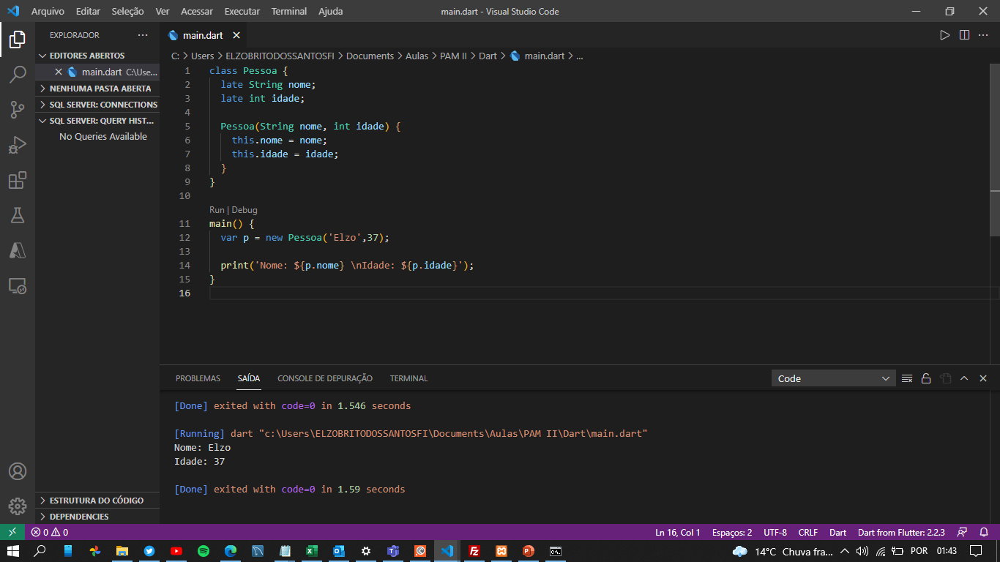 Arquivo Editar Seleção Ver Acessar Executar Terminal Ajuda
main.dart - Visual Studio Code
EXPLORADOR
EDITORES ABERTOS
main.dart C:\Use...
NENHUMA PASTA ABERTA
SQL SERVER: CONNECTIONS
SQL SERVER: QUERY HIST...
No Queries Available
ESTRUTURA DO CÓDIGO
DEPENDENCIES
main.dart
C: > Users > ELZOBRITODOSSANTOSFI > Documents > Aulas > PAM II > Dart > main.dart > ...
1 class Pessoa {
2   late String nome;
3   late int idade;
4
5   Pessoa(String nome, int idade) {
6     this.nome = nome;
7     this.idade = idade;
8   }
9 }
10
Run | Debug
11 main() {
12   var p = new Pessoa('Elzo',37);
13
14   print('Nome: ${p.nome} \nIdade: ${p.idade}');
15 }
16
PROBLEMAS SAÍDA CONSOLE DE DEPURAÇÃO TERMINAL
Code
[Done] exited with code=0 in 1.546 seconds
[Running] dart "c:\Users\ELZOBRITODOSSANTOSFI\Documents\Aulas\PAM II\Dart\main.dart"
Nome: Elzo
Idade: 37
[Done] exited with code=0 in 1.59 seconds
0 0
Ln 16, Col 1 Espaços: 2 UTF-8 CRLF Dart Dart from Flutter: 2.2.3
14°C Chuva fra... POR 01:43